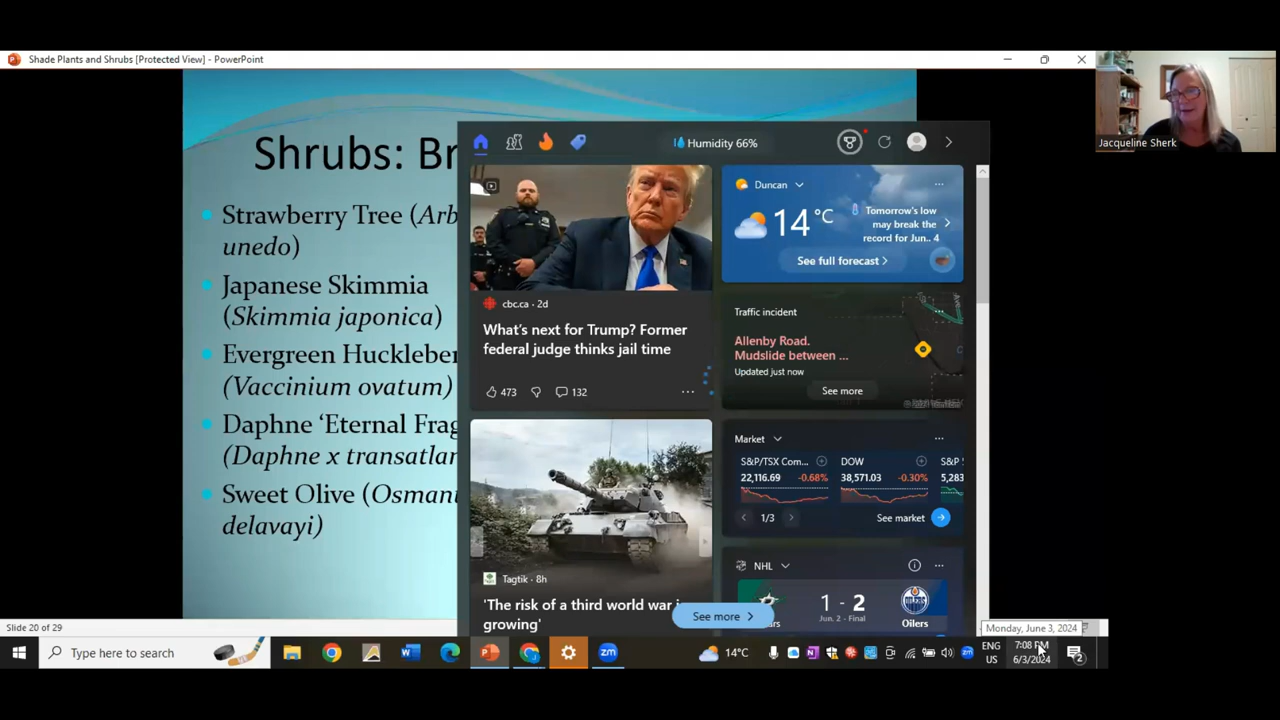 Shade Plants and Shrubs [Protected View] - PowerPoint
Jacqueline Sherk
Shrubs: Br
Strawberry Tree (Arb
unedo)
Japanese Skimmia
(Skimmia japonica)
Evergreen Huckleber
(Vaccinium ovatum)
Daphne ‘Eternal Frag
(Daphne x transatlan
Sweet Olive (Osman
delavayi)
Humidity 66%
cbc.ca · 2d
What's next for Trump? Former
federal judge thinks jail time
473
132
Tagtik · 8h
'The risk of a third world war i
growing'
See more
Duncan
14 °C
Tomorrow's low
may break the
record for Jun.. 4
See full forecast
Traffic incident
Allenby Road.
Mudslide between ...
Updated just now
See more
Market
S&P/TSX Com... DOW S&P
22,116.69 -0.68% 38,571.03 -0.30% 5,283
1/3
See market
NHL
1 - 2
Jun. 2 - Final
Oilers
Monday, June 3, 2024
Slide 20 of 29
Type here to search
14°C
ENG
US
7:08 PM
6/3/2024
2